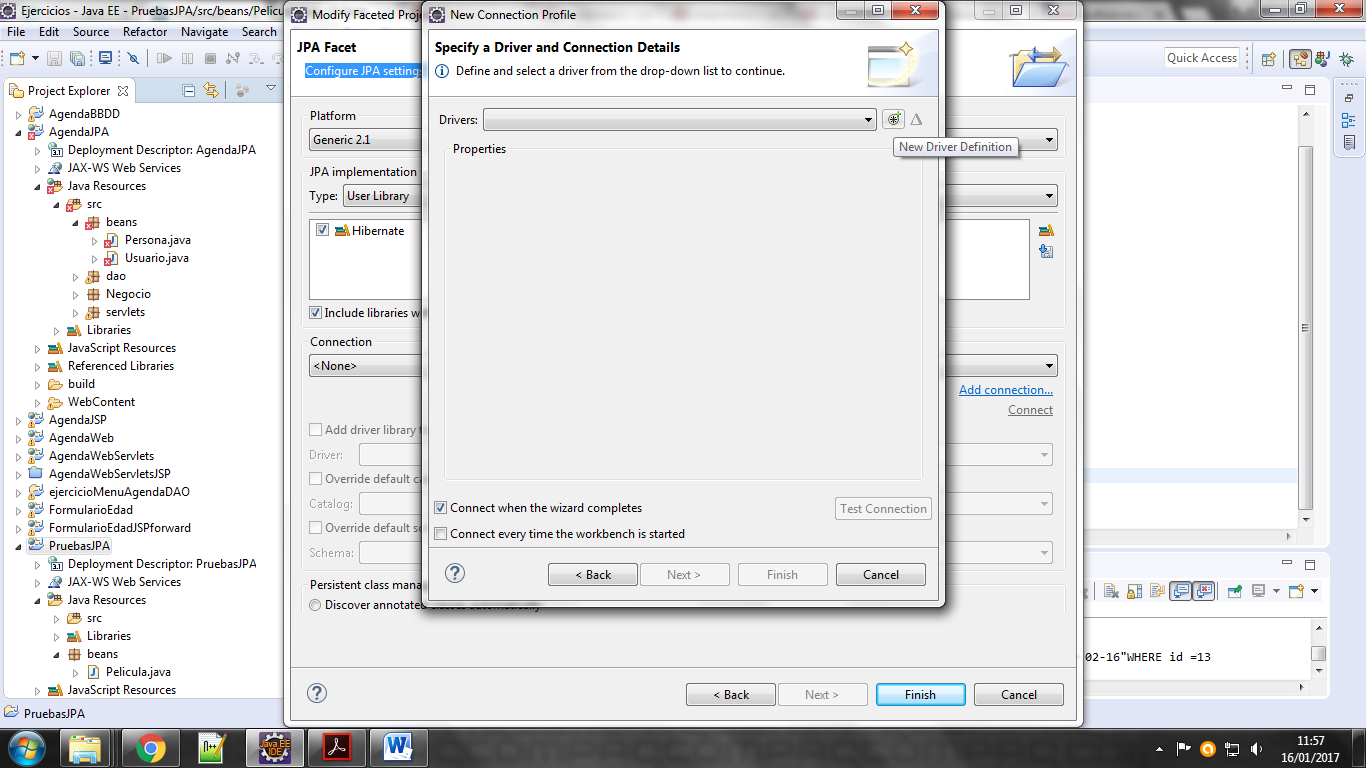 Ejercicios - Java EE - PruebasJPA/src/beans/Pelicu
File Edit Source Refactor Navigate Search
Quick Access
Project Explorer
AgendaBBDD
AgendaJPA
Deployment Descriptor: AgendaJPA
JAX-WS Web Services
Java Resources
src
beans
Persona.java
Usuario.java
dao
Negocio
servlets
Libraries
JavaScript Resources
Referenced Libraries
build
WebContent
AgendaJSP
AgendaWeb
AgendaWebServlets
AgendaWebServletsJSP
ejercicioMenuAgendaDAO
FormularioEdad
FormularioEdadJSPforward
PruebasJPA
Deployment Descriptor: PruebasJPA
JAX-WS Web Services
Java Resources
src
Libraries
beans
Pelicula.java
JavaScript Resources
PruebasJPA
Modify Faceted Proj
JPA Facet
Configure JPA setting
Platform
Generic 2.1
JPA implementation
Type: User Library
Hibernate
Include libraries w
Connection
<None>
Add connection...
Connect
Add driver library
Driver:
Override default ca
Catalog:
Override default sc
Schema:
Persistent class mana
Discover annotated classes automatically
< Back Next > Finish Cancel
New Connection Profile
Specify a Driver and Connection Details
Define and select a driver from the drop-down list to continue.
Drivers:
New Driver Definition
Properties
Connect when the wizard completes
Test Connection
Connect every time the workbench is started
< Back Next > Finish Cancel
02-16"WHERE id =13
Java EE
IDE
11:57
16/01/2017